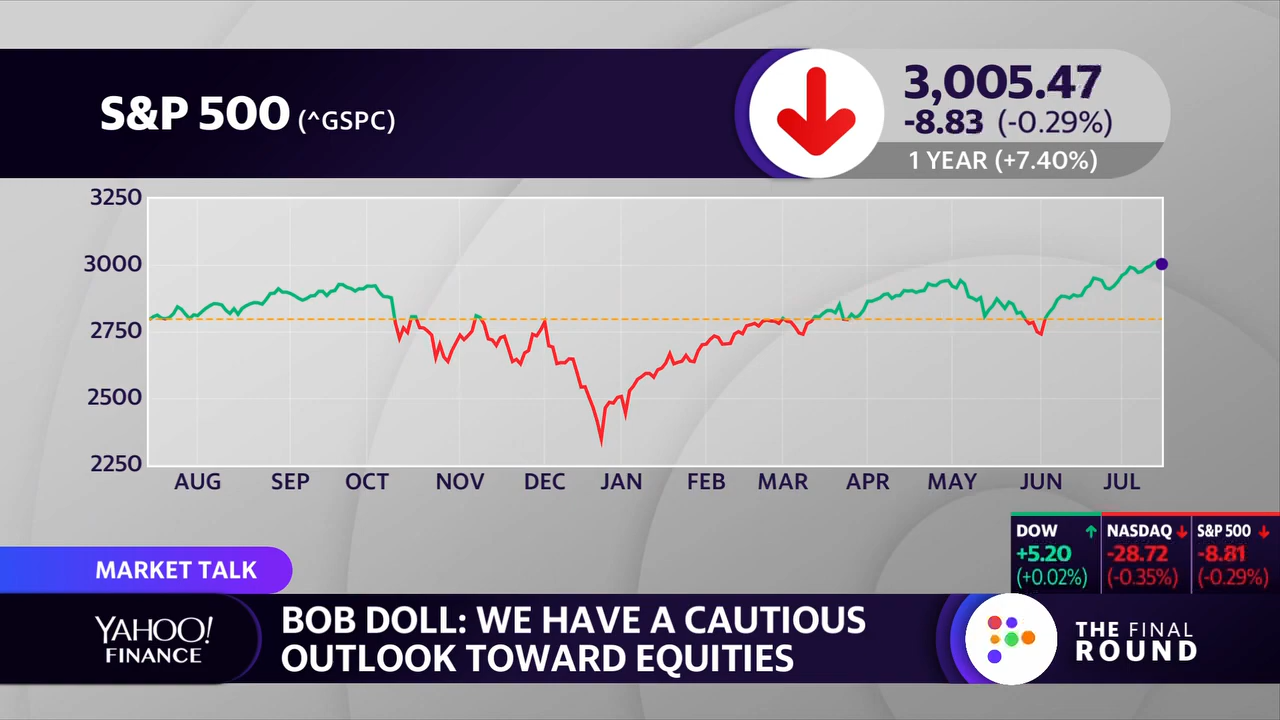 S&P 500 (^GSPC)
3,005.47
-8.83 (-0.29%)
1 YEAR (+7.40%)
3250
3000
2750
2500
2250
AUG SEP OCT NOV DEC JAN FEB MAR APR MAY JUN JUL
DOW NASDAQ S&P 500
+5.20 -28.72 -8.81
(+0.02%) (-0.35%) (-0.29%)
MARKET TALK
YAHOO!
FINANCE
BOB DOLL: WE HAVE A CAUTIOUS
OUTLOOK TOWARD EQUITIES
THE FINAL
ROUND